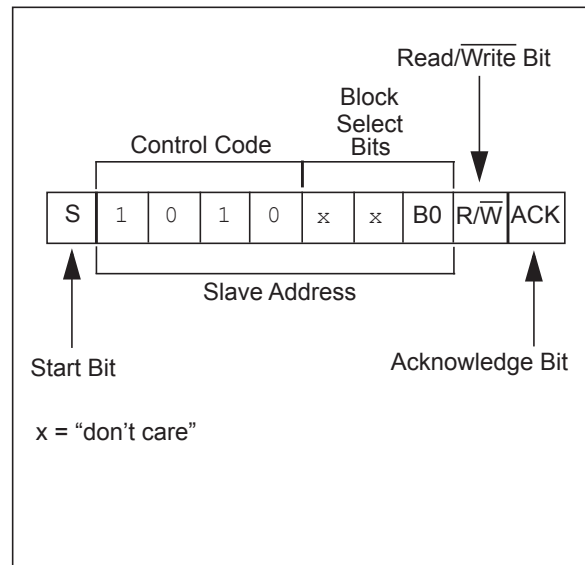 Read/Write Bit
Block
Select
Bits
Control Code
S 1 0 1 0 x x B0 R/W ACK
Slave Address
Start Bit
Acknowledge Bit
x = “don’t care”